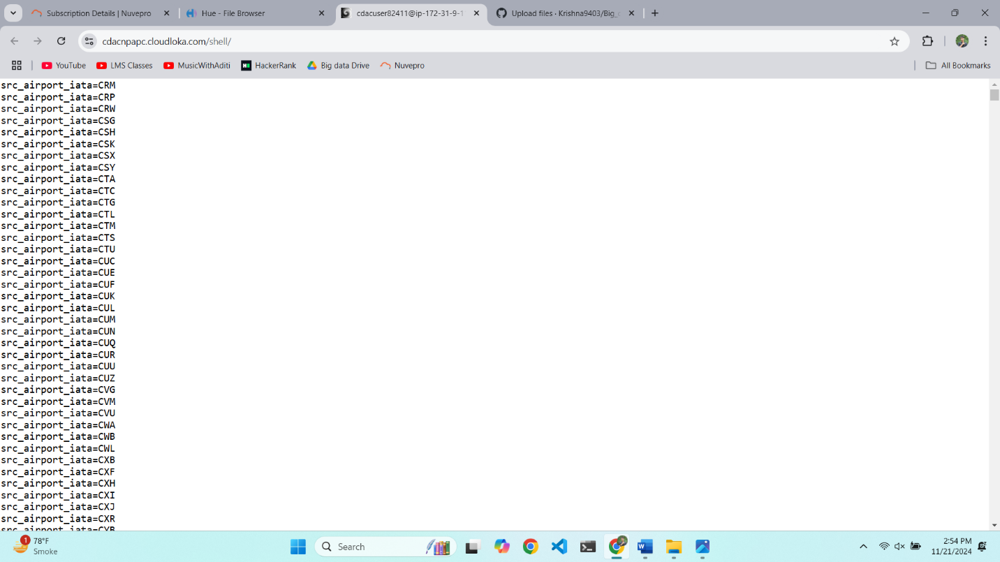 Subscription Details | Nuvepro
Hue - File Browser
cdacuser82411@ip-172-31-9-1
Upload files · Krishna9403/Big_
cdacnpapc.cloudloka.com/shell/
YouTube
LMS Classes
MusicWithAditi
HackerRank
Big data Drive
Nuvepro
All Bookmarks
src_airport_iata=CRM
src_airport_iata=CRP
src_airport_iata=CRW
src_airport_iata=CSG
src_airport_iata=CSH
src_airport_iata=CSK
src_airport_iata=CSX
src_airport_iata=CSY
src_airport_iata=CTA
src_airport_iata=CTC
src_airport_iata=CTG
src_airport_iata=CTL
src_airport_iata=CTM
src_airport_iata=CTS
src_airport_iata=CTU
src_airport_iata=CUC
src_airport_iata=CUE
src_airport_iata=CUF
src_airport_iata=CUK
src_airport_iata=CUL
src_airport_iata=CUM
src_airport_iata=CUN
src_airport_iata=CUQ
src_airport_iata=CUR
src_airport_iata=CUU
src_airport_iata=CUZ
src_airport_iata=CVG
src_airport_iata=CVM
src_airport_iata=CVU
src_airport_iata=CWA
src_airport_iata=CWB
src_airport_iata=CWL
src_airport_iata=CXB
src_airport_iata=CXF
src_airport_iata=CXH
src_airport_iata=CXI
src_airport_iata=CXJ
src_airport_iata=CXR
src_airport_iata=CYB
1
78°F
Smoke
Search
2:54 PM
11/21/2024